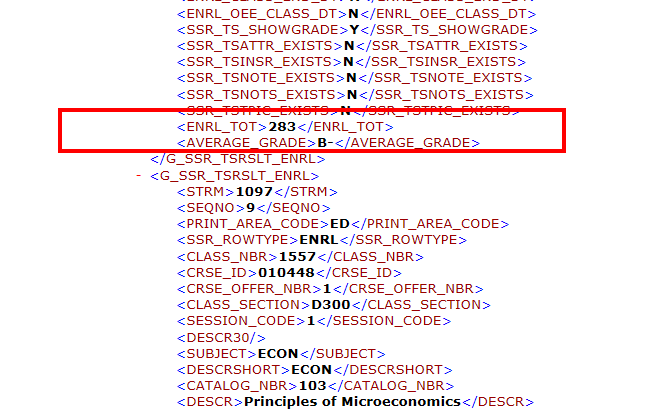 <ENRL_OEE_CLASS_DT>N</ENRL_OEE_CLASS_DT>
<SSR_TS_SHOWGRADE>Y</SSR_TS_SHOWGRADE>
<SSR_TSATTR_EXISTS>N</SSR_TSATTR_EXISTS>
<SSR_TSINSR_EXISTS>N</SSR_TSINSR_EXISTS>
<SSR_TSNOTE_EXISTS>N</SSR_TSNOTE_EXISTS>
<SSR_TSNOTS_EXISTS>N</SSR_TSNOTS_EXISTS>
<SSR_TSTPIC_EXISTS>N</SSR_TSTPIC_EXISTS>
<ENRL_TOT>283</ENRL_TOT>
<AVERAGE_GRADE>B-</AVERAGE_GRADE>
</G_SSR_TSRSLT_ENRL>
- <G_SSR_TSRSLT_ENRL>
<STRM>1097</STRM>
<SEQNO>9</SEQNO>
<PRINT_AREA_CODE>ED</PRINT_AREA_CODE>
<SSR_ROWTYPE>ENRL</SSR_ROWTYPE>
<CLASS_NBR>1557</CLASS_NBR>
<CRSE_ID>010448</CRSE_ID>
<CRSE_OFFER_NBR>1</CRSE_OFFER_NBR>
<CLASS_SECTION>D300</CLASS_SECTION>
<SESSION_CODE>1</SESSION_CODE>
<DESCR30/>
<SUBJECT>ECON</SUBJECT>
<DESCRSHORT>ECON</DESCRSHORT>
<CATALOG_NBR>103</CATALOG_NBR>
<DESCR>Principles of Microeconomics</DESCR>